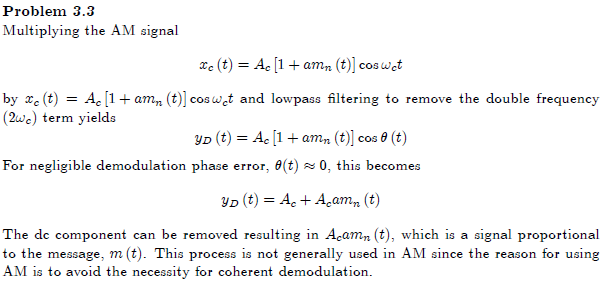 Problem 3.3
Multiplying the AM signal
x_c (t) = A_c [1 + am_n (t)] cos ω_c t
by x_c (t) = A_c [1 + am_n (t)] cos ω_c t and lowpass filtering to remove the double frequency
(2ω_c) term yields
y_D (t) = A_c [1 + am_n (t)] cos θ (t)
For negligible demodulation phase error, θ(t) ≈ 0, this becomes
y_D (t) = A_c + A_c am_n (t)
The dc component can be removed resulting in A_c am_n (t), which is a signal proportional
to the message, m (t). This process is not generally used in AM since the reason for using
AM is to avoid the necessity for coherent demodulation.